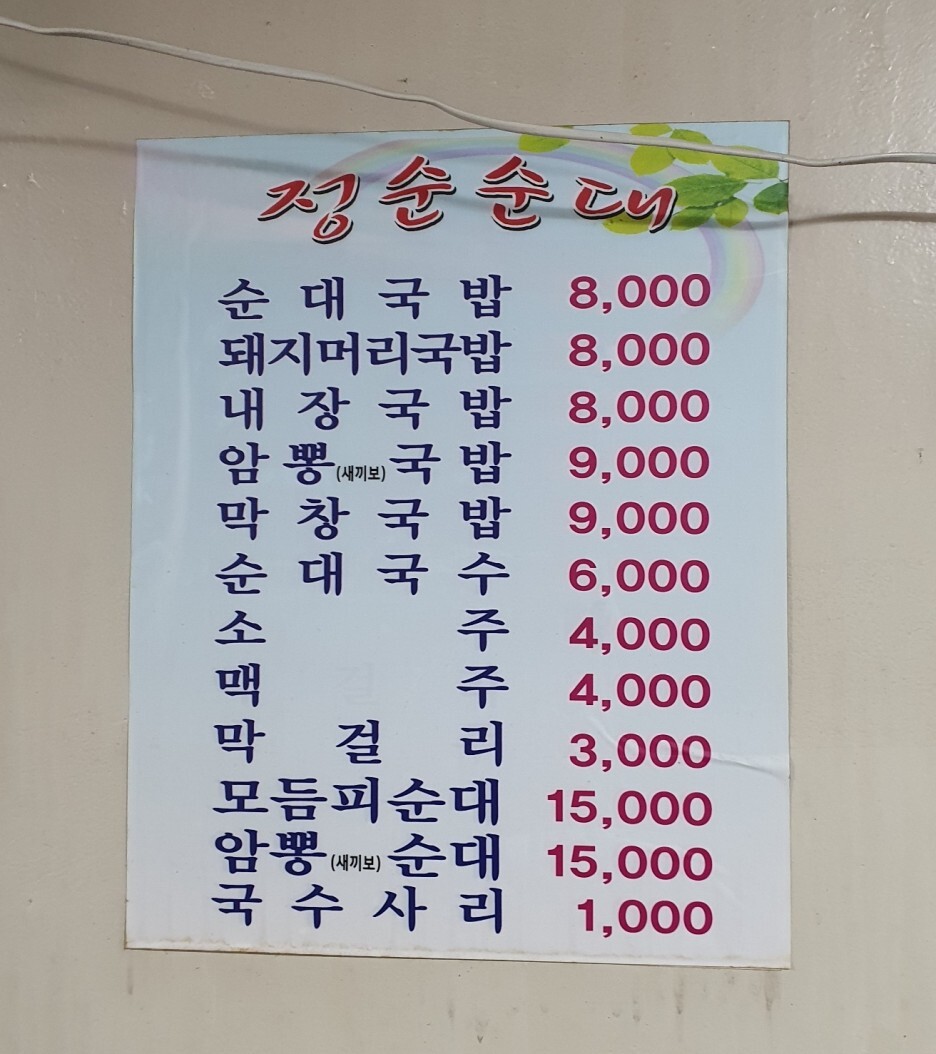 정순순대
순대국밥 8,000
돼지머리국밥 8,000
내장국밥 8,000
암뽕(새끼보)국밥 9,000
막창국밥 9,000
순대국수 6,000
소주 4,000
맥주 4,000
막걸리 3,000
모듬피순대 15,000
암뽕(새끼보)순대 15,000
국수사리 1,000